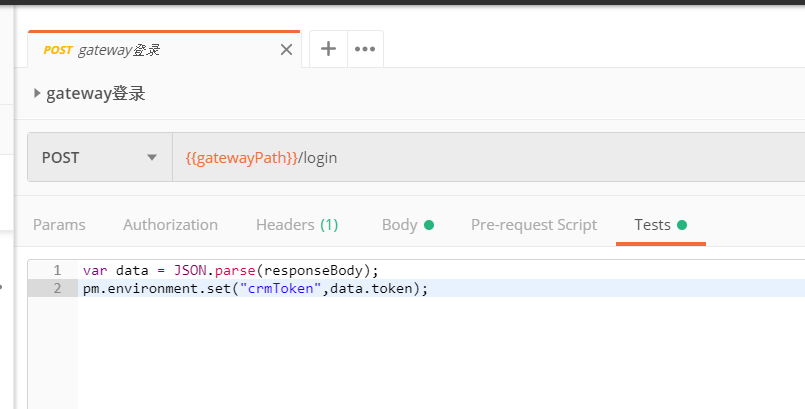 POST gateway登录
gateway登录
POST {{gatewayPath}}/login
Params Authorization Headers (1) Body Pre-request Script Tests
1 var data = JSON.parse(responseBody);
2 pm.environment.set("crmToken",data.token);